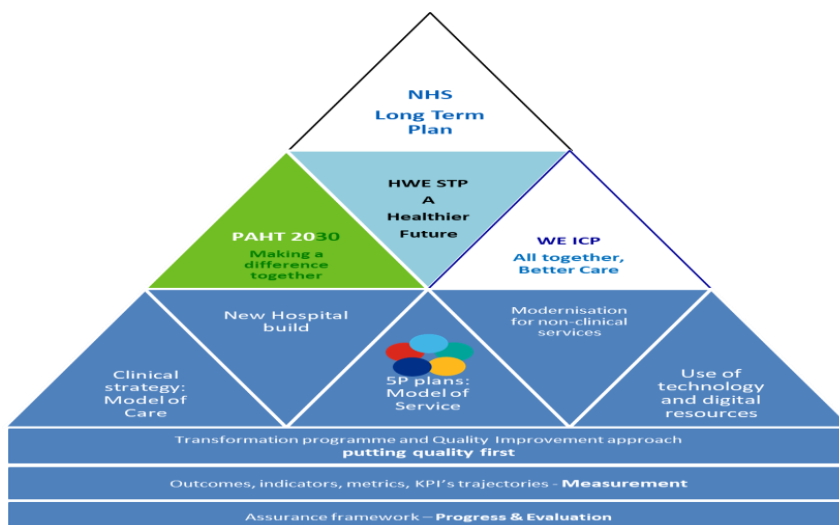 NHS
Long Term
Plan
HWE STP
A
Healthier
Future
PAHT 2030
Making a
difference
together
WE ICP
All together,
Better Care
New Hospital
build
Modernisation
for non-clinical
services
Clinical
strategy:
Model of
Care
5P plans:
Model of
Service
Use of
technology
and digital
resources
Transformation programme and Quality Improvement approach
putting quality first
Outcomes, indicators, metrics, KPI's trajectories - Measurement
Assurance framework – Progress & Evaluation